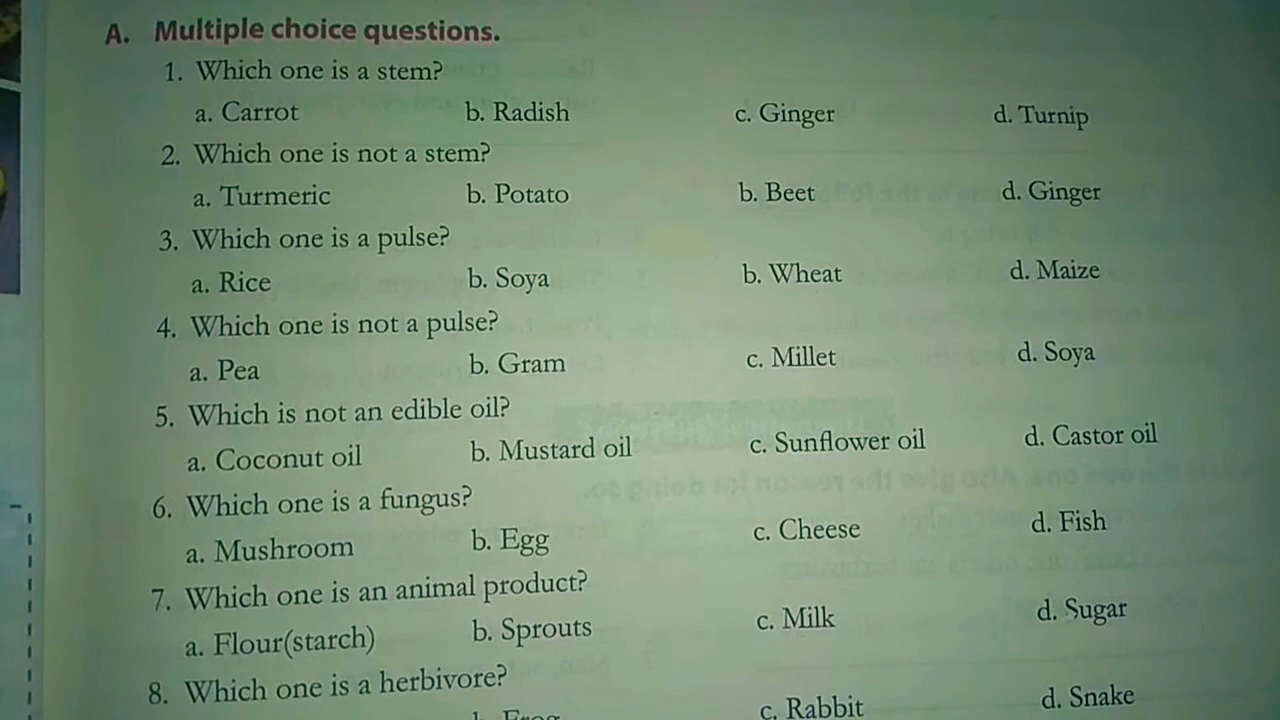 A. Multiple choice questions.
1. Which one is a stem?
a. Carrot b. Radish c. Ginger d. Turnip
2. Which one is not a stem?
a. Turmeric b. Potato b. Beet d. Ginger
3. Which one is a pulse?
a. Rice b. Soya b. Wheat d. Maize
4. Which one is not a pulse?
a. Pea b. Gram c. Millet d. Soya
5. Which is not an edible oil?
a. Coconut oil b. Mustard oil c. Sunflower oil d. Castor oil
6. Which one is a fungus?
a. Mushroom b. Egg c. Cheese d. Fish
7. Which one is an animal product?
a. Flour(starch) b. Sprouts c. Milk d. Sugar
8. Which one is a herbivore?
b. Frog c. Rabbit d. Snake